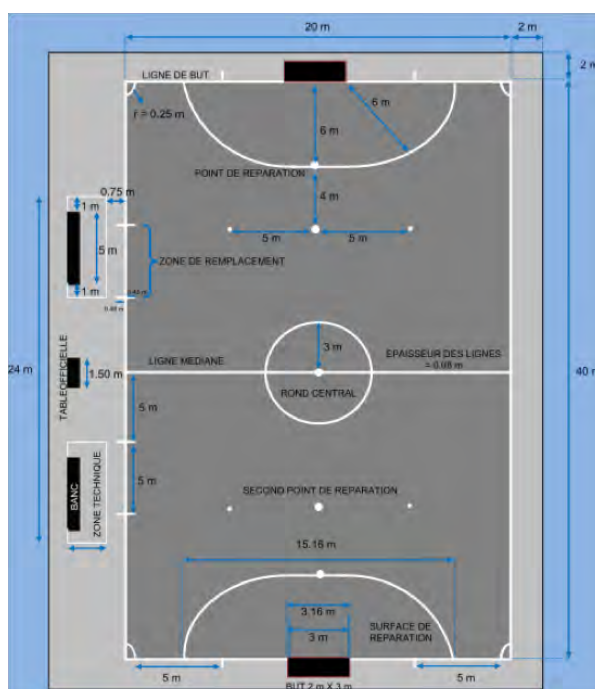 20 m
2 m
2 m
LIGNE DE BUT
r = 0.25 m
6 m
6 m
POINT DE REPARATION
0.75 m
4 m
1 m
5 m
5 m
5 m
ZONE DE REMPLACEMENT
1 m
3 m
LIGNE MEDIANE
ÉPAISSEUR DES LIGNES
= 0.08 m
24 m
40 m
TABLE OFFICIELLE
1.50 m
ROND CENTRAL
5 m
BANC
ZONE TECHNIQUE
5 m
SECOND POINT DE REPARATION
15.16 m
3.16 m
3 m
SURFACE DE
REPARATION
5 m
5 m
BUT 2 m X 3 m